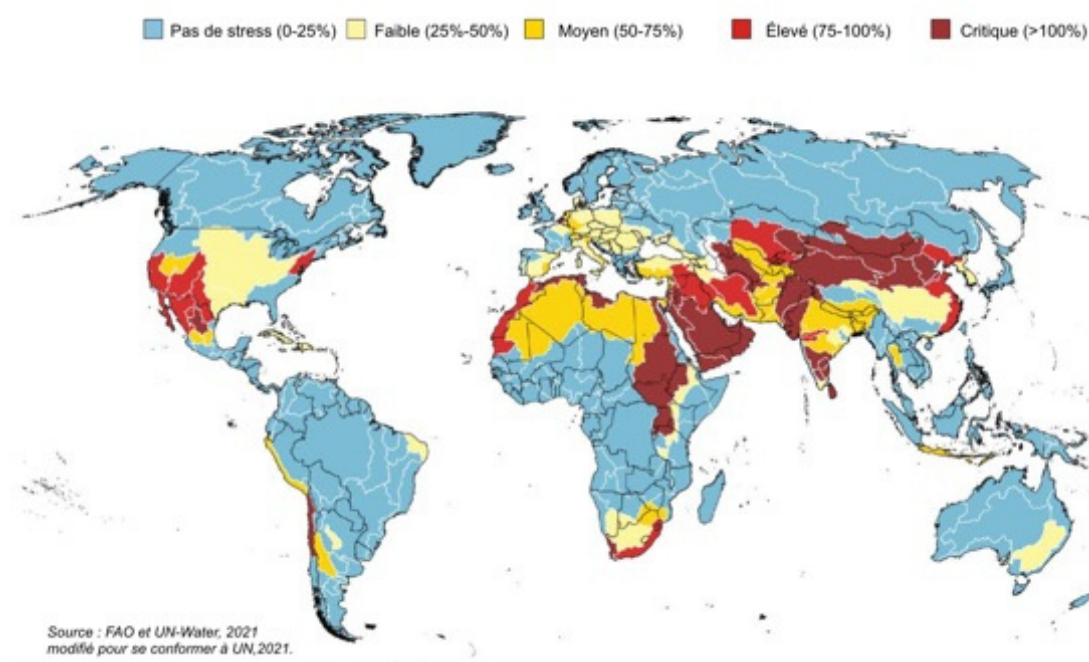 Pas de stress (0-25%) Faible (25%-50%) Moyen (50-75%) Élevé (75-100%) Critique (>100%)
Source : FAO et UN-Water, 2021
modifié pour se conformer à UN,2021.